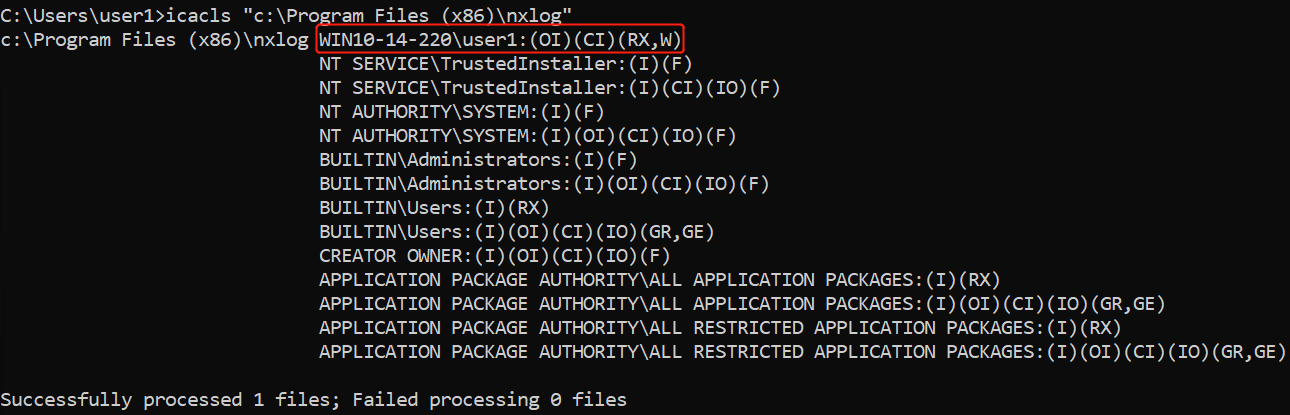 C:\Users\user1>icacls "c:\Program Files (x86)\nxlog"
c:\Program Files (x86)\nxlog WIN10-14-220\user1:(OI)(CI)(RX,W)
NT SERVICE\TrustedInstaller:(I)(F)
NT SERVICE\TrustedInstaller:(I)(CI)(IO)(F)
NT AUTHORITY\SYSTEM:(I)(F)
NT AUTHORITY\SYSTEM:(I)(OI)(CI)(IO)(F)
BUILTIN\Administrators:(I)(F)
BUILTIN\Administrators:(I)(OI)(CI)(IO)(F)
BUILTIN\Users:(I)(RX)
BUILTIN\Users:(I)(OI)(CI)(IO)(GR,GE)
CREATOR OWNER:(I)(OI)(CI)(IO)(F)
APPLICATION PACKAGE AUTHORITY\ALL APPLICATION PACKAGES:(I)(RX)
APPLICATION PACKAGE AUTHORITY\ALL APPLICATION PACKAGES:(I)(OI)(CI)(IO)(GR,GE)
APPLICATION PACKAGE AUTHORITY\ALL RESTRICTED APPLICATION PACKAGES:(I)(RX)
APPLICATION PACKAGE AUTHORITY\ALL RESTRICTED APPLICATION PACKAGES:(I)(OI)(CI)(IO)(GR,GE)
Successfully processed 1 files; Failed processing 0 files